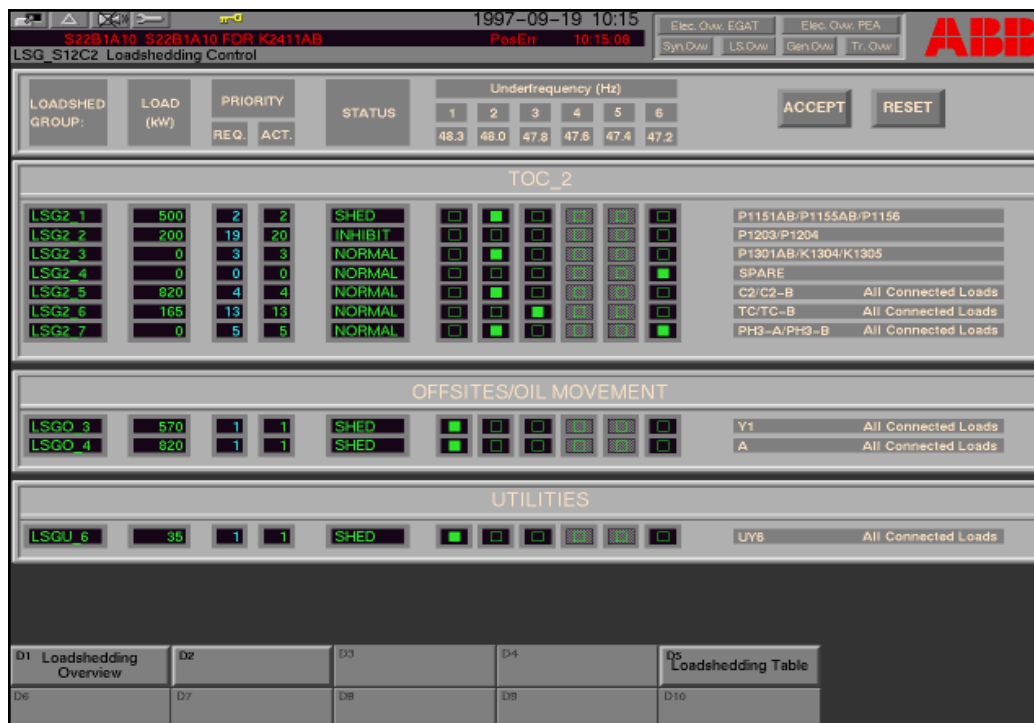 1997-09-19 10:15
Elec. Ovw. EGAT Elec. Ovw. PEA
ABB
S22B1A10 S22B1A10 FDR K2411AB PosErr 10:15:08
Syn.Ovw LS.Ovw Gen.Ovw Tr. Ovw
LSG_S12C2 Loadshedding Control
LOADSHED GROUP:
LOAD (kW)
PRIORITY
REQ. ACT.
STATUS
Underfrequency (Hz)
1 2 3 4 5 6
48.3 48.0 47.8 47.6 47.4 47.2
ACCEPT RESET
TOC_2
LSG2_1 500 2 2 SHED P1151AB/P1155AB/P1156
LSG2_2 200 19 20 INHIBIT P1203/P1204
LSG2_3 0 3 3 NORMAL P1301AB/K1304/K1305
LSG2_4 0 0 0 NORMAL SPARE
LSG2_5 820 4 4 NORMAL C2/C2-B All Connected Loads
LSG2_6 165 13 13 NORMAL TC/TC-B All Connected Loads
LSG2_7 0 5 5 NORMAL PH3-A/PH3-B All Connected Loads
OFFSITES/OIL MOVEMENT
LSGO_3 570 1 1 SHED Y1 All Connected Loads
LSGO_4 820 1 1 SHED A All Connected Loads
UTILITIES
LSGU_6 35 1 1 SHED UY6 All Connected Loads
D1 Loadshedding Overview
D2
D3
D4
D5 Loadshedding Table
D6
D7
D8
D9
D10